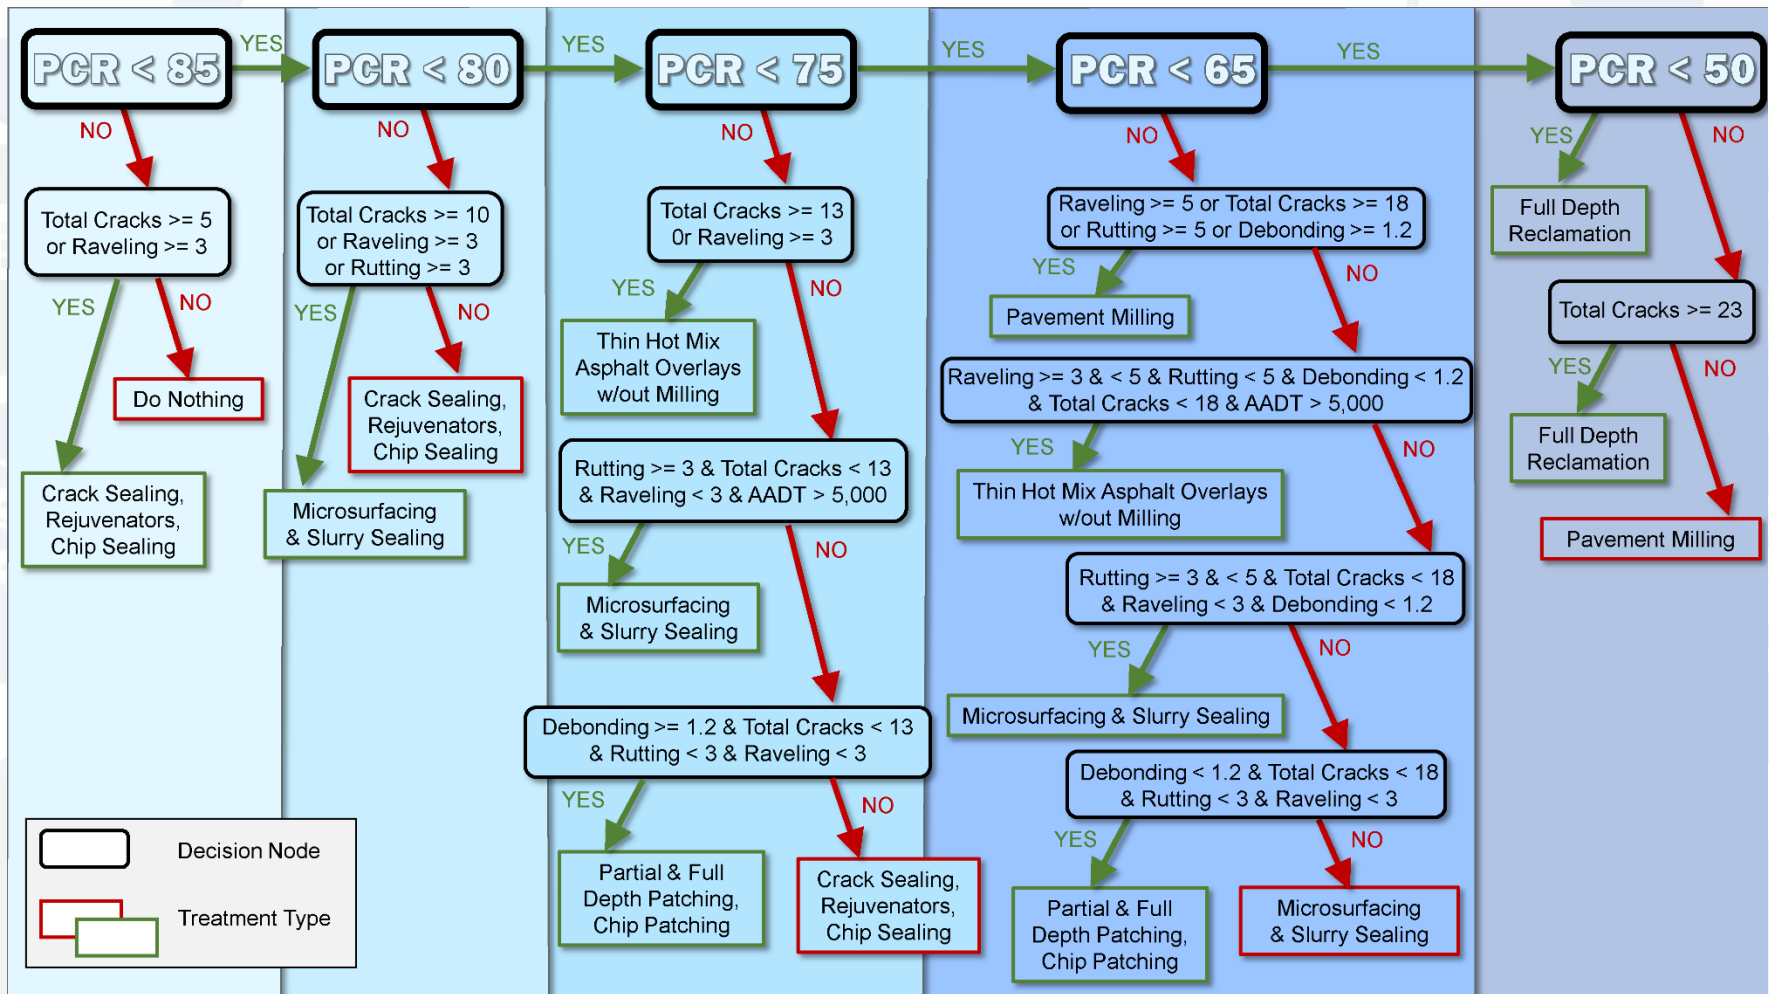 PCR < 85
YES
PCR < 80
YES
PCR < 75
YES
PCR < 65
YES
PCR < 50
NO
Total Cracks >= 5
or Raveling >= 3
YES
NO
Do Nothing
Crack Sealing,
Rejuvenators,
Chip Sealing
NO
Total Cracks >= 10
or Raveling >= 3
or Rutting >= 3
YES
NO
Crack Sealing,
Rejuvenators,
Chip Sealing
Microsurfacing
& Slurry Sealing
NO
Total Cracks >= 13
0r Raveling >= 3
YES
NO
Thin Hot Mix
Asphalt Overlays
w/out Milling
Rutting >= 3 & Total Cracks < 13
& Raveling < 3 & AADT > 5,000
YES
NO
Microsurfacing
& Slurry Sealing
Debonding >= 1.2 & Total Cracks < 13
& Rutting < 3 & Raveling < 3
YES
NO
Partial & Full
Depth Patching,
Chip Patching
Crack Sealing,
Rejuvenators,
Chip Sealing
NO
Raveling >= 5 or Total Cracks >= 18
or Rutting >= 5 or Debonding >= 1.2
YES
NO
Pavement Milling
Raveling >= 3 & < 5 & Rutting < 5 & Debonding < 1.2
& Total Cracks < 18 & AADT > 5,000
YES
NO
Thin Hot Mix Asphalt Overlays
w/out Milling
Rutting >= 3 & < 5 & Total Cracks < 18
& Raveling < 3 & Debonding < 1.2
YES
NO
Microsurfacing & Slurry Sealing
Debonding < 1.2 & Total Cracks < 18
& Rutting < 3 & Raveling < 3
YES
NO
Partial & Full
Depth Patching,
Chip Patching
Microsurfacing
& Slurry Sealing
YES
NO
Full Depth
Reclamation
Total Cracks >= 23
YES
NO
Full Depth
Reclamation
Pavement Milling
Decision Node
Treatment Type